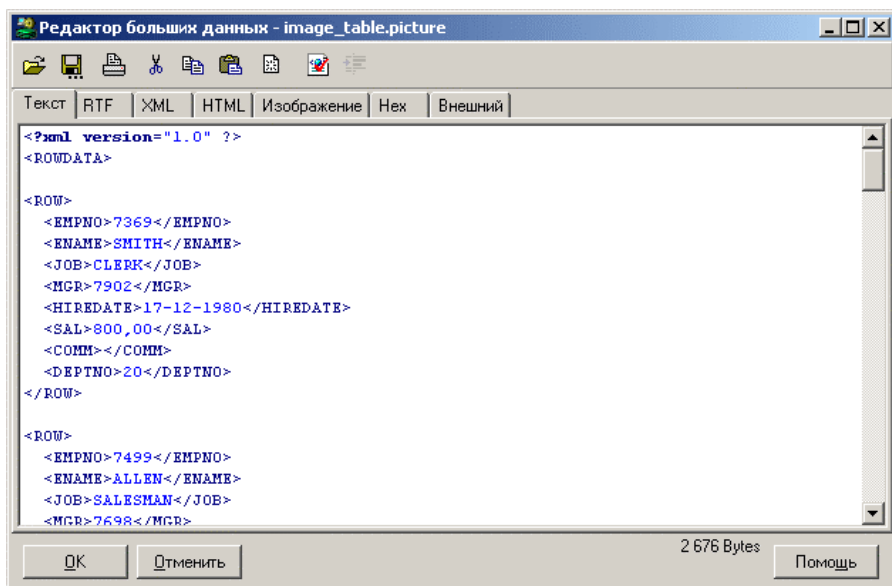 Редактор больших данных - image_table.picture
Текст RTF XML HTML Изображение Hex Внешний
<?xml version="1.0" ?>
<ROWDATA>
<ROW>
<EMPNO>7369</EMPNO>
<ENAME>SMITH</ENAME>
<JOB>CLERK</JOB>
<MGR>7902</MGR>
<HIREDATE>17-12-1980</HIREDATE>
<SAL>800,00</SAL>
<COMM></COMM>
<DEPTNO>20</DEPTNO>
</ROW>
<ROW>
<EMPNO>7499</EMPNO>
<ENAME>ALLEN</ENAME>
<JOB>SALESMAN</JOB>
<MGR>7698</MGR>
2 676 Bytes
OK Отменить Помощь